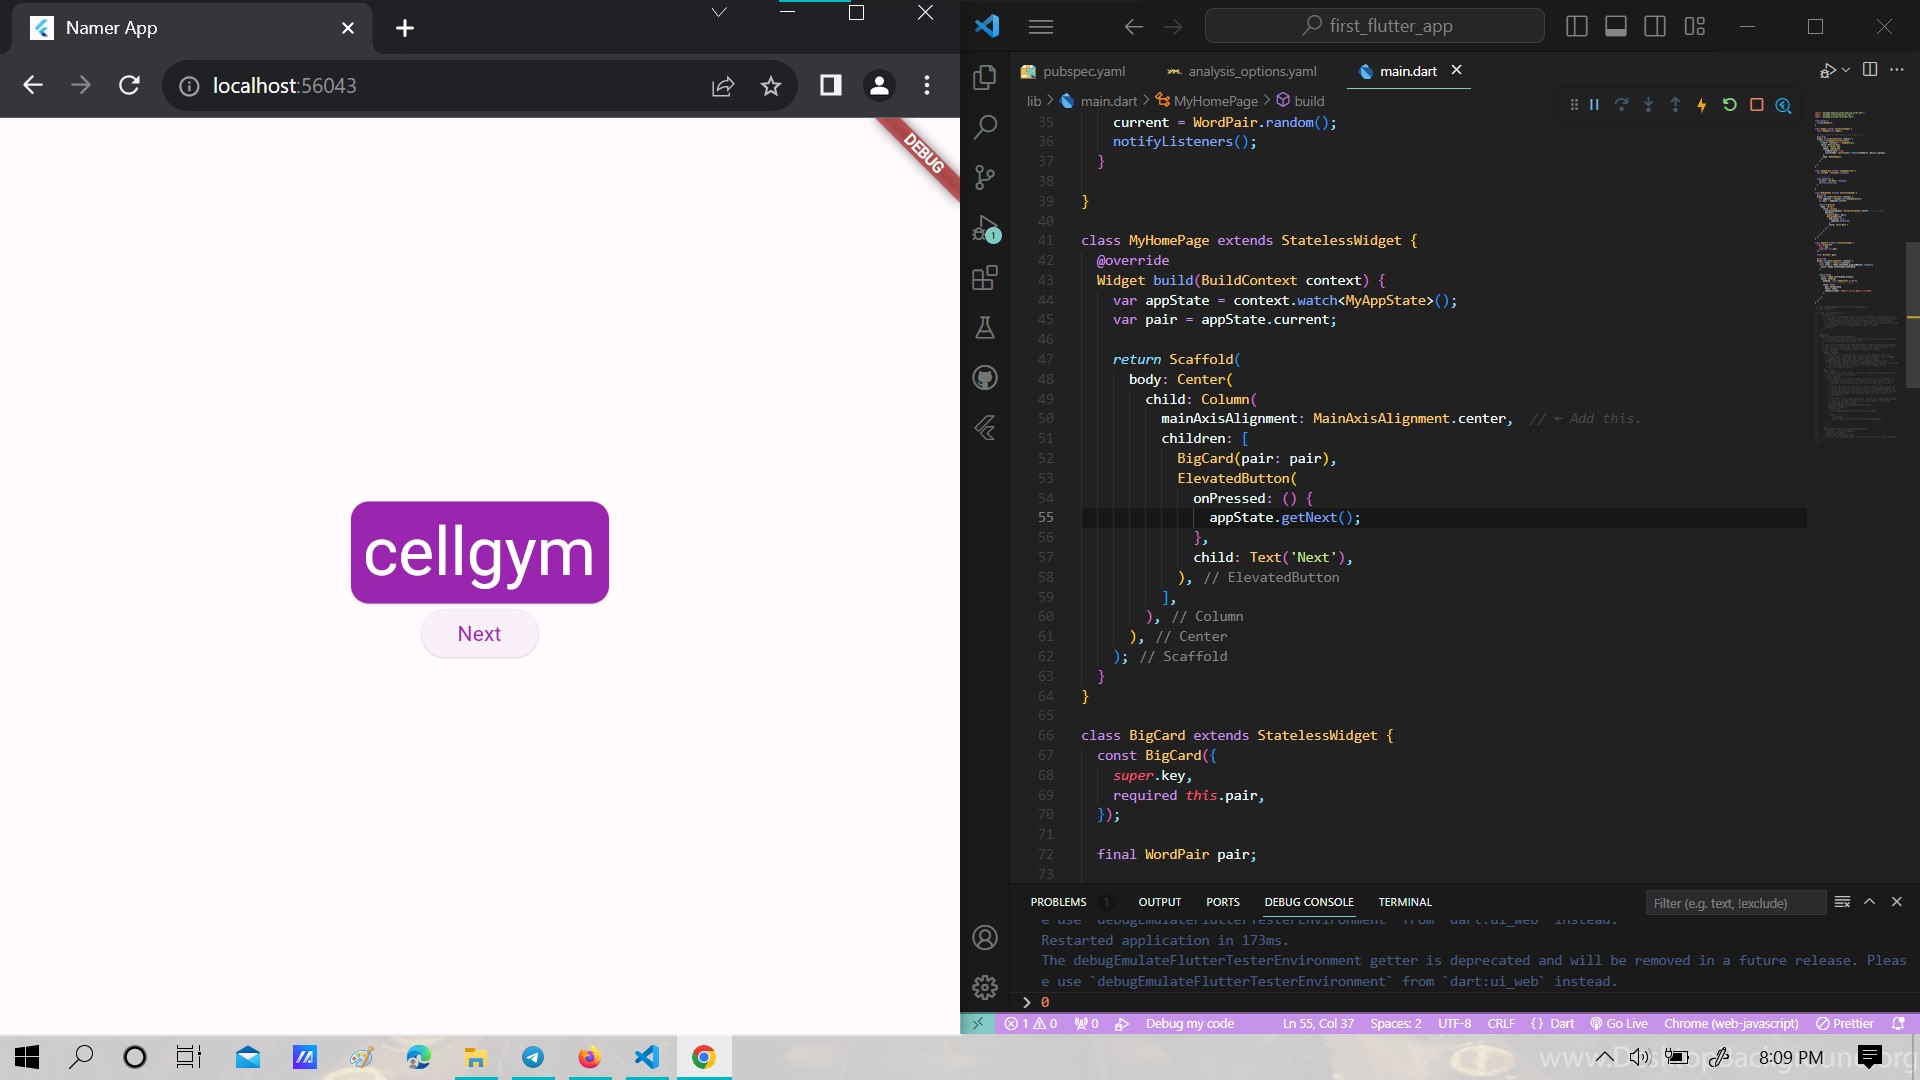 Namer App
localhost:56043
DEBUG
cellgym
Next
first_flutter_app
pubspec.yaml
analysis_options.yaml
main.dart
lib > main.dart > MyHomePage > build
35 current = WordPair.random();
36 notifyListeners();
37 }
38
39 }
40
41 class MyHomePage extends StatelessWidget {
42 @override
43 Widget build(BuildContext context) {
44 var appState = context.watch<MyAppState>();
45 var pair = appState.current;
46
47 return Scaffold(
48 body: Center(
49 child: Column(
50 mainAxisAlignment: MainAxisAlignment.center, // ← Add this.
51 children: [
52 BigCard(pair: pair),
53 ElevatedButton(
54 onPressed: () {
55 appState.getNext();
56 },
57 child: Text('Next'),
58 ), // ElevatedButton
59 ],
60 ), // Column
61 ), // Center
62 ); // Scaffold
63 }
64 }
65
66 class BigCard extends StatelessWidget {
67 const BigCard({
68 super.key,
69 required this.pair,
70 });
71
72 final WordPair pair;
73
1
PROBLEMS 1 OUTPUT PORTS DEBUG CONSOLE TERMINAL
Filter (e.g. text, !exclude)
e use `debugEmulateFlutterTesterEnvironment` from `dart:ui_web` instead.
Restarted application in 173ms.
The debugEmulateFlutterTesterEnvironment getter is deprecated and will be removed in a future release. Pleas
e use `debugEmulateFlutterTesterEnvironment` from `dart:ui_web` instead.
> 0
1 0 0 Debug my code Ln 55, Col 37 Spaces: 2 UTF-8 CRLF {} Dart Go Live Chrome (web-javascript) Prettier
8:09 PM